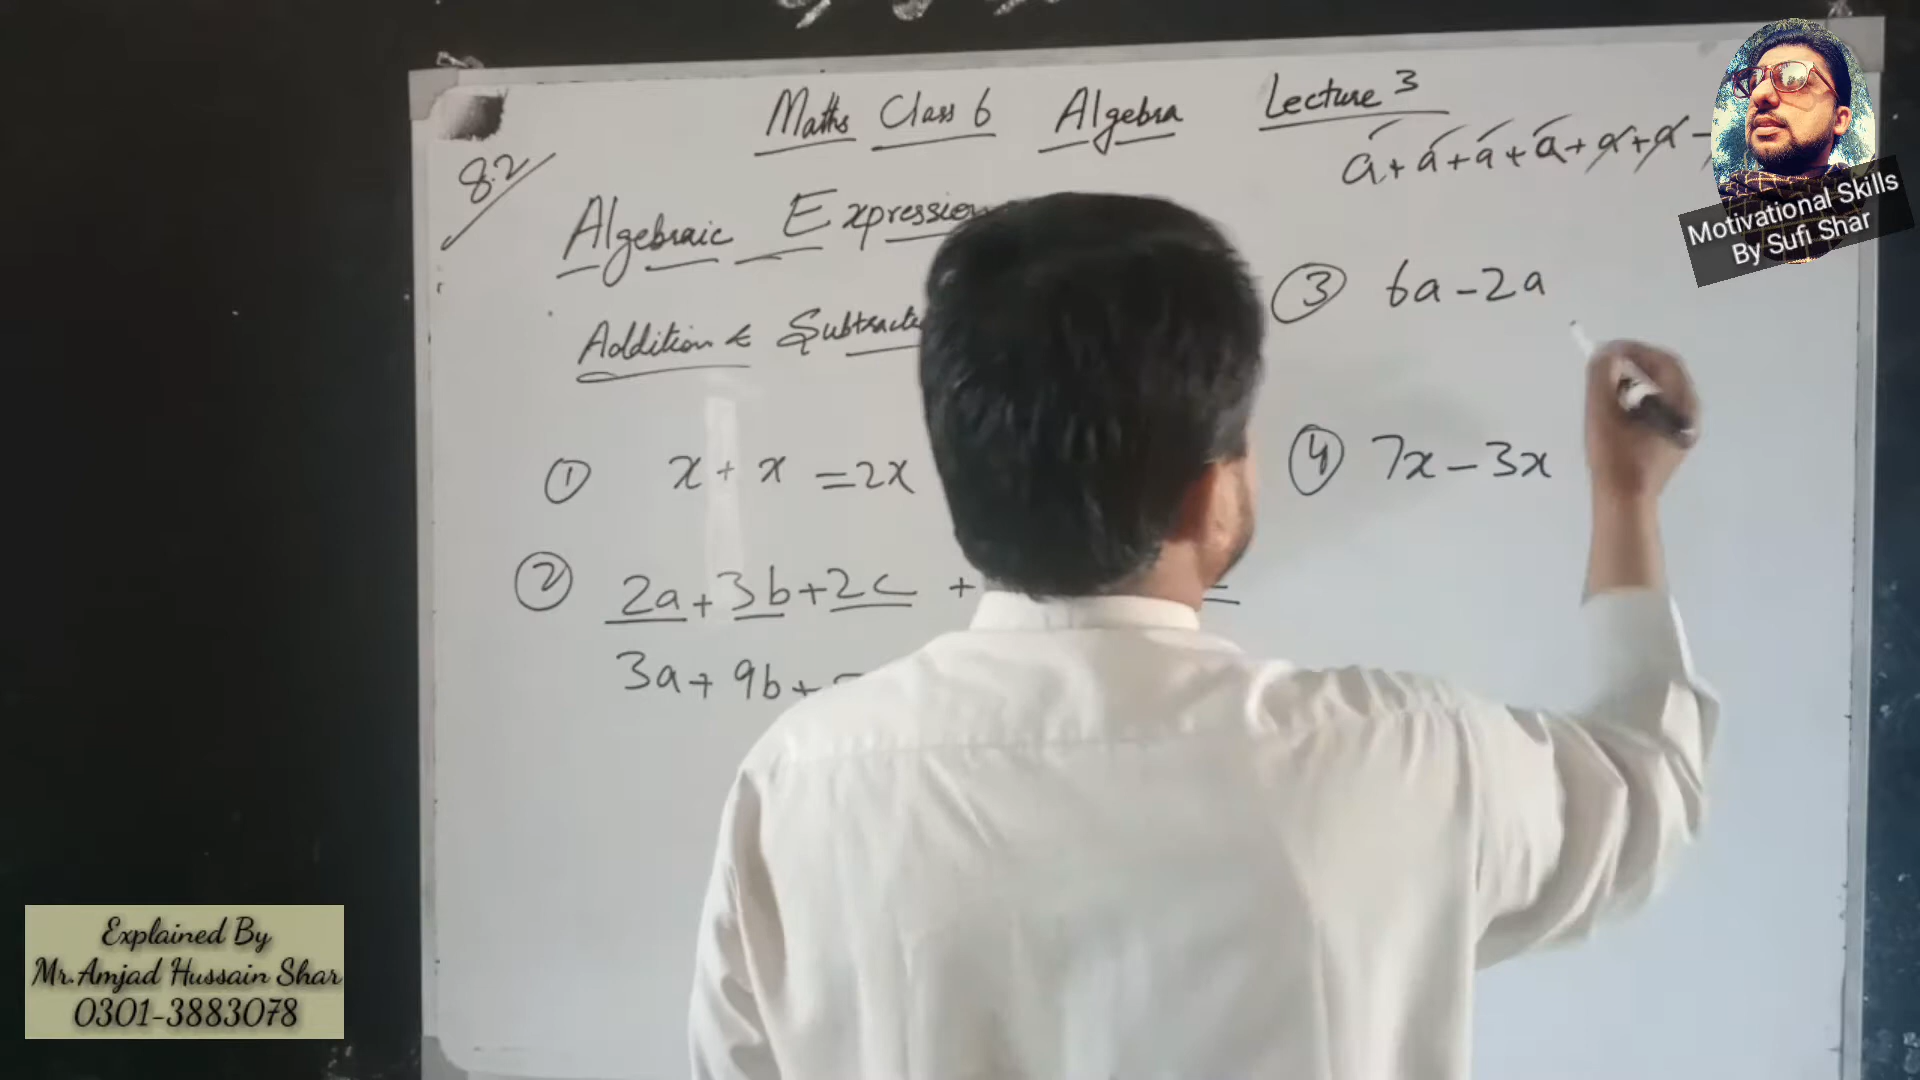 Maths Class 6 Algebra Lecture 3
8.2
a + a + a + a + a + a -
Algebraic Expression
Addition & Subtractio
① x + x = 2x
② 2a + 3b + 2c +
3a + 9b +
③ 6a - 2a
④ 7x - 3x
Motivational Skills
By Sufi Shar
Explained By
Mr. Amjad Hussain Shar
0301-3883078